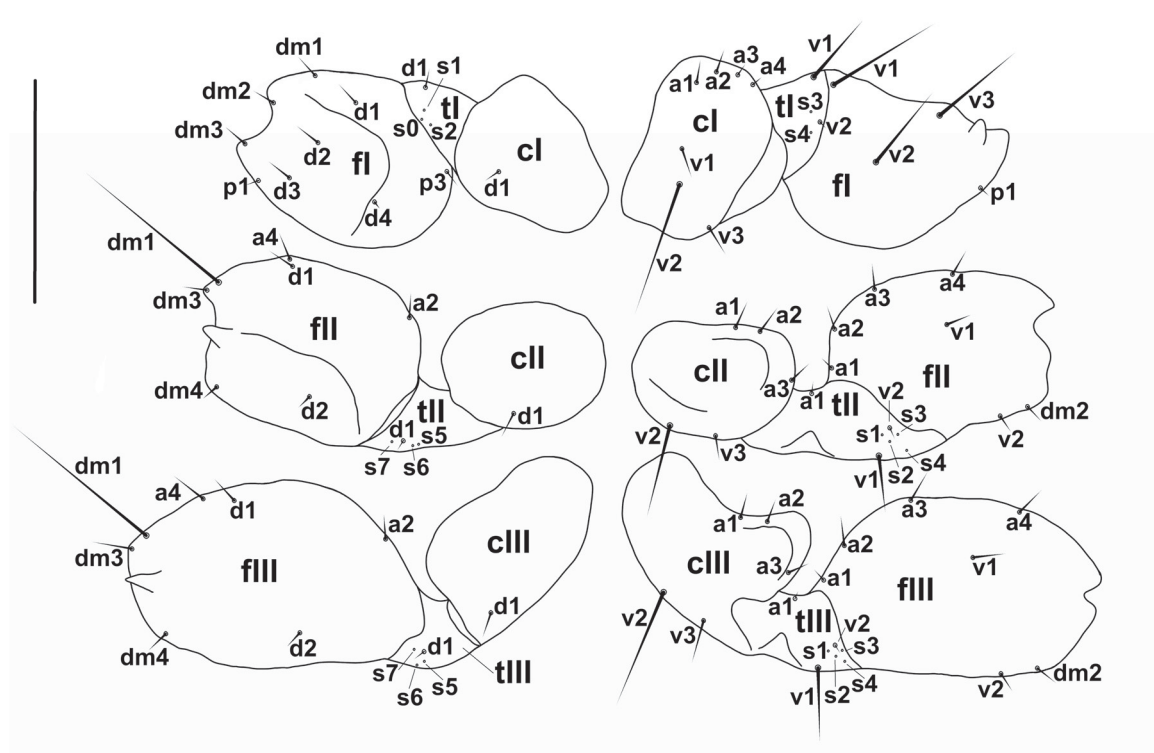 dm1
d1 s1
dm2
d1
tI
dm3
s0 s2
d2
fI
cI
p1 d3
p3 d1
d4
v1
a3
a1 a2 a4
v1
tI s3
v3
cI
s4 v2
v1
v2
fI
p1
v3
v2
dm1
a4
d1
dm3
a2
fII
cII
dm4
d2
tII
d1 s5
d1
s7 s6
a4
a3
a1 a2
a2
v1
cII
a1
fII
a3
a1 tII
v2
s3
dm2
v2
s1
v2
v3
s2 s4
v1
dm1
a4
d1
a2
dm3
fIII
cIII
d1
dm4
d2
d1
s7
s5
tIII
s6
a2
a1
a3
a4
a2
cIII
a3
a1
v1
fIII
a1
v2
tIII
v2
v3
s1
s3
dm2
s4
v1 s2
v2